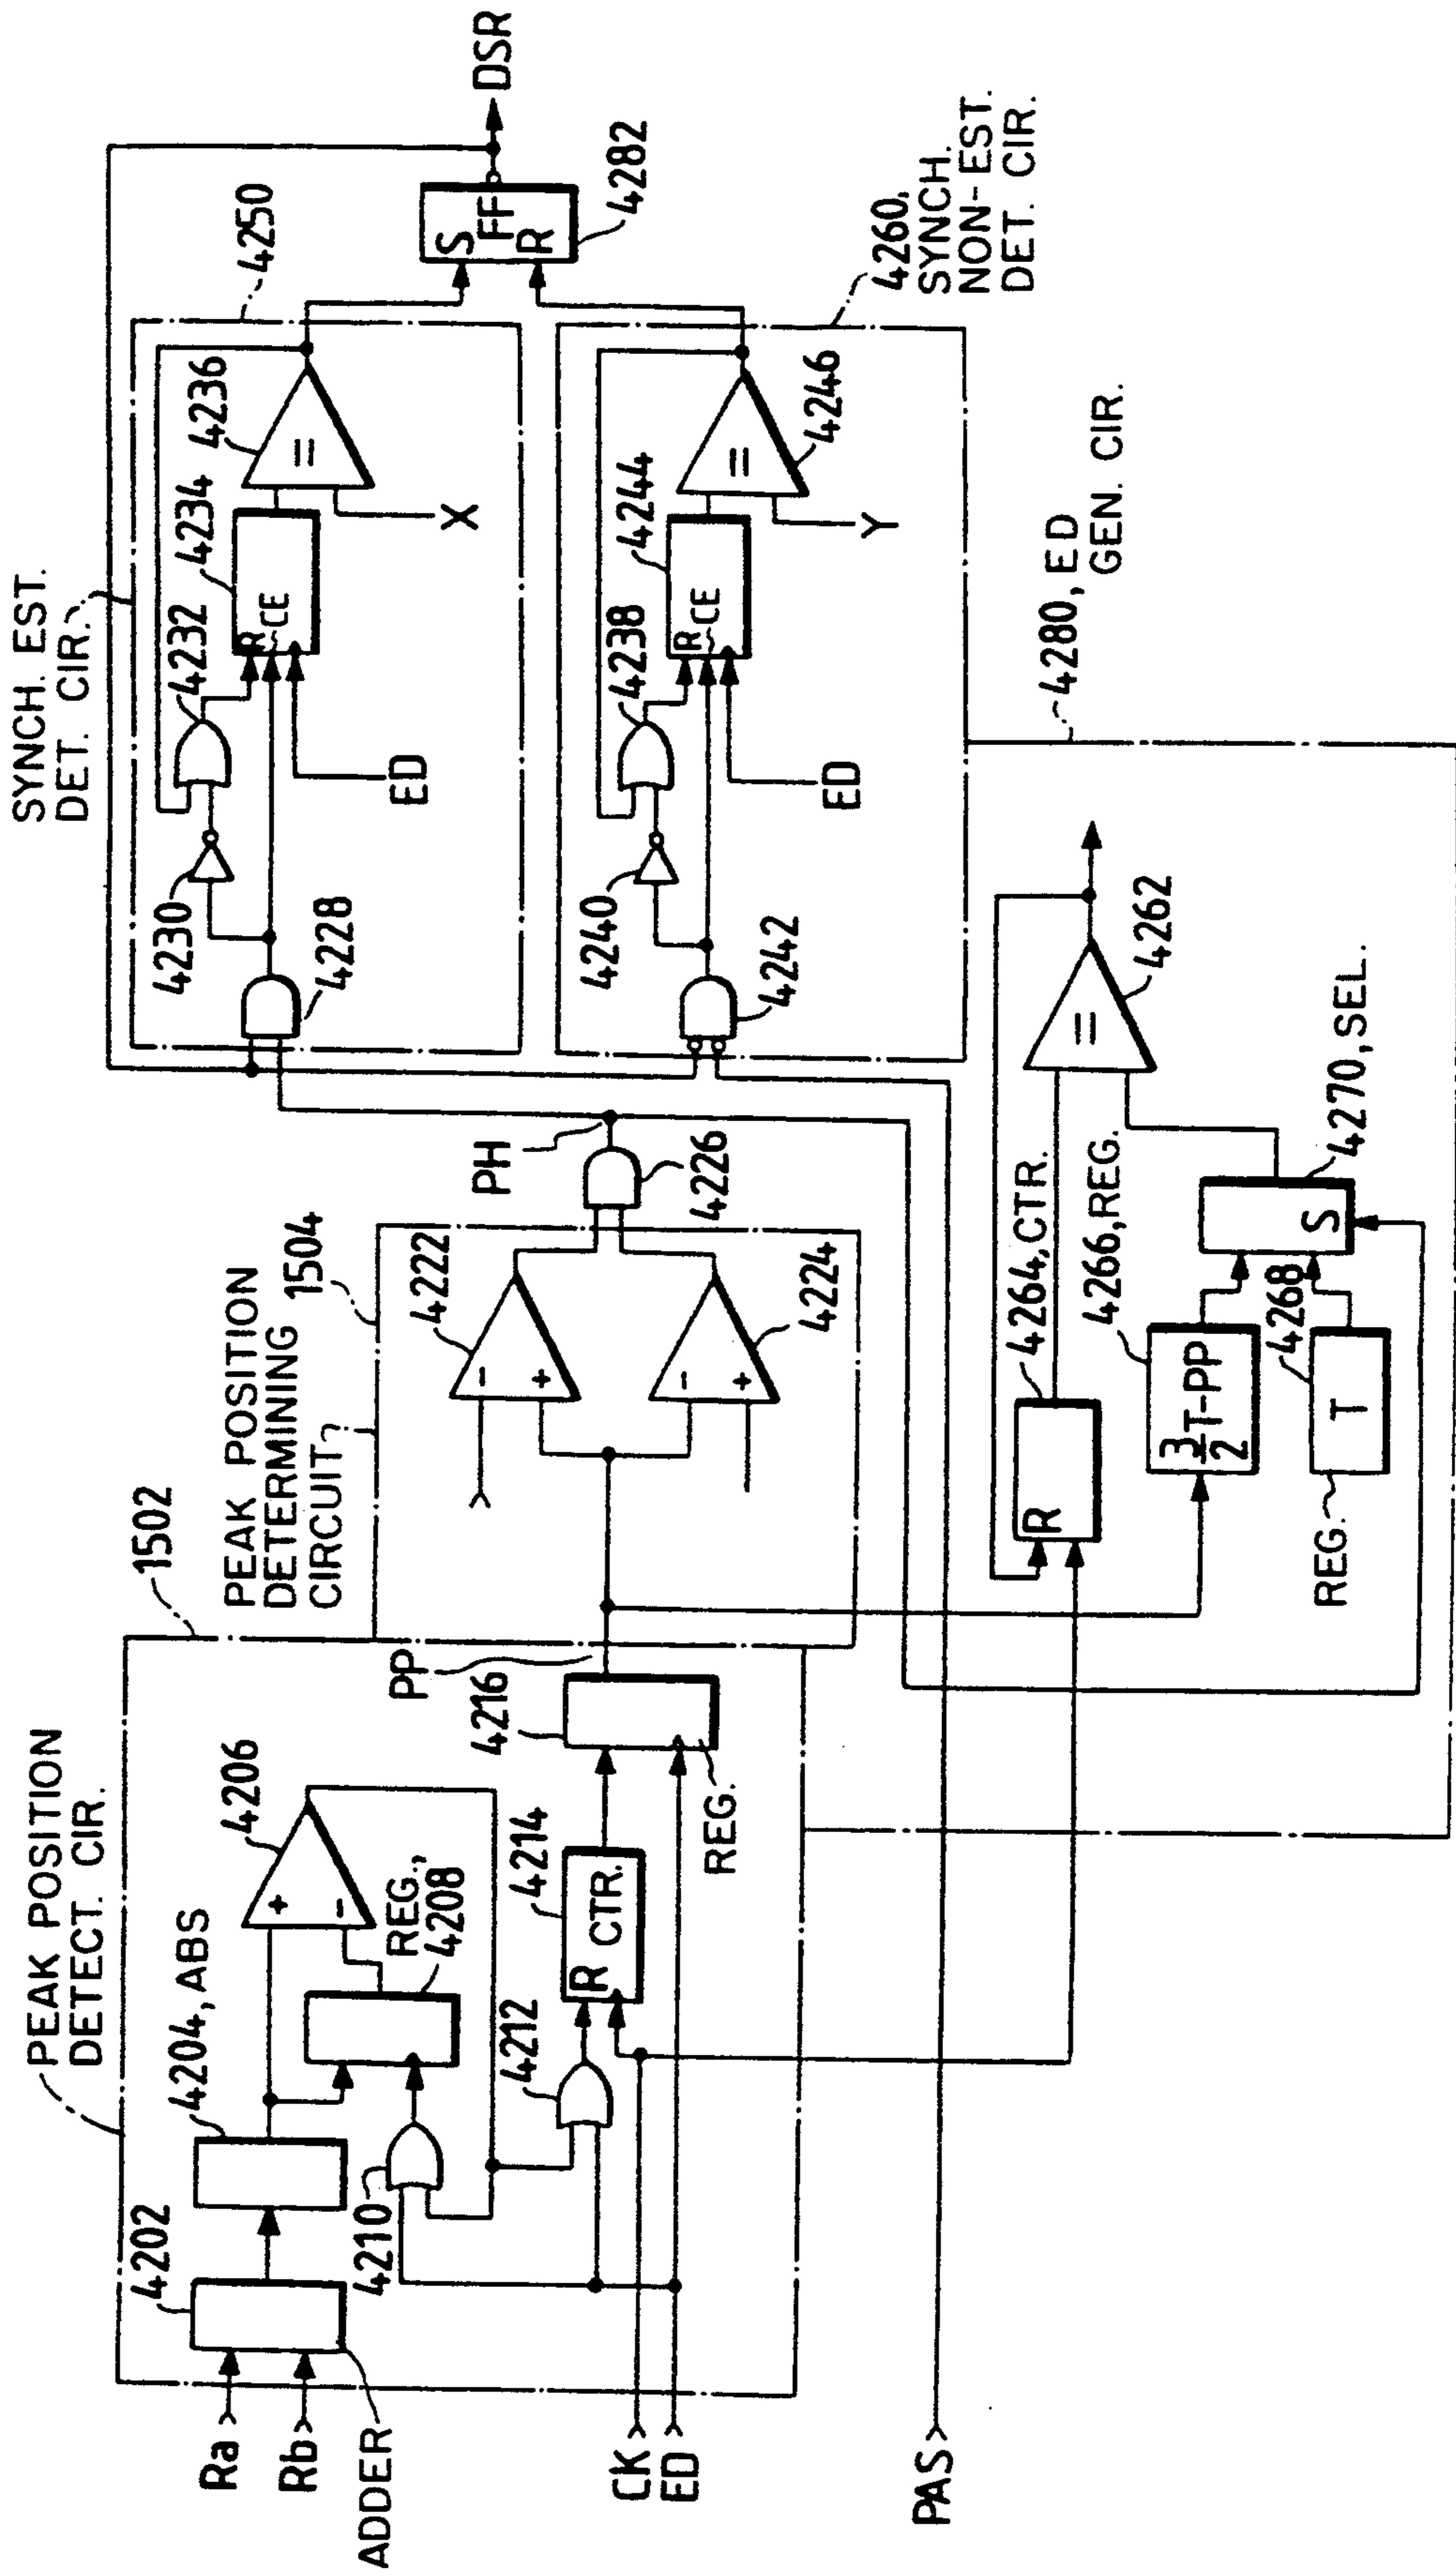 PEAK POSITION
DETECT. CIR.
1502
PEAK POSITION
DETERMINING
CIRCUIT
1504
SYNCH. EST.
DET. CIR.
4250
Ra
Rb
ADDER
4202
4204, ABS
4206
REG.,
4208
4210
4212
R
CTR.
4214
4216
REG.
PP
CK
ED
PAS
-
+
4222
-
+
4224
PH
4226
4228
4230
4232
R
CE
4234
ED
=
4236
X
4240
4242
4238
R
CE
4244
ED
=
4246
Y
S
FF
R
4282
DSR
4260,
SYNCH.
NON-EST.
DET. CIR.
4280, ED
GEN. CIR.
R
4264, CTR.
3/2 T-PP
4266, REG.
T
4268
REG.
S
4270, SEL.
=
4262
+
-